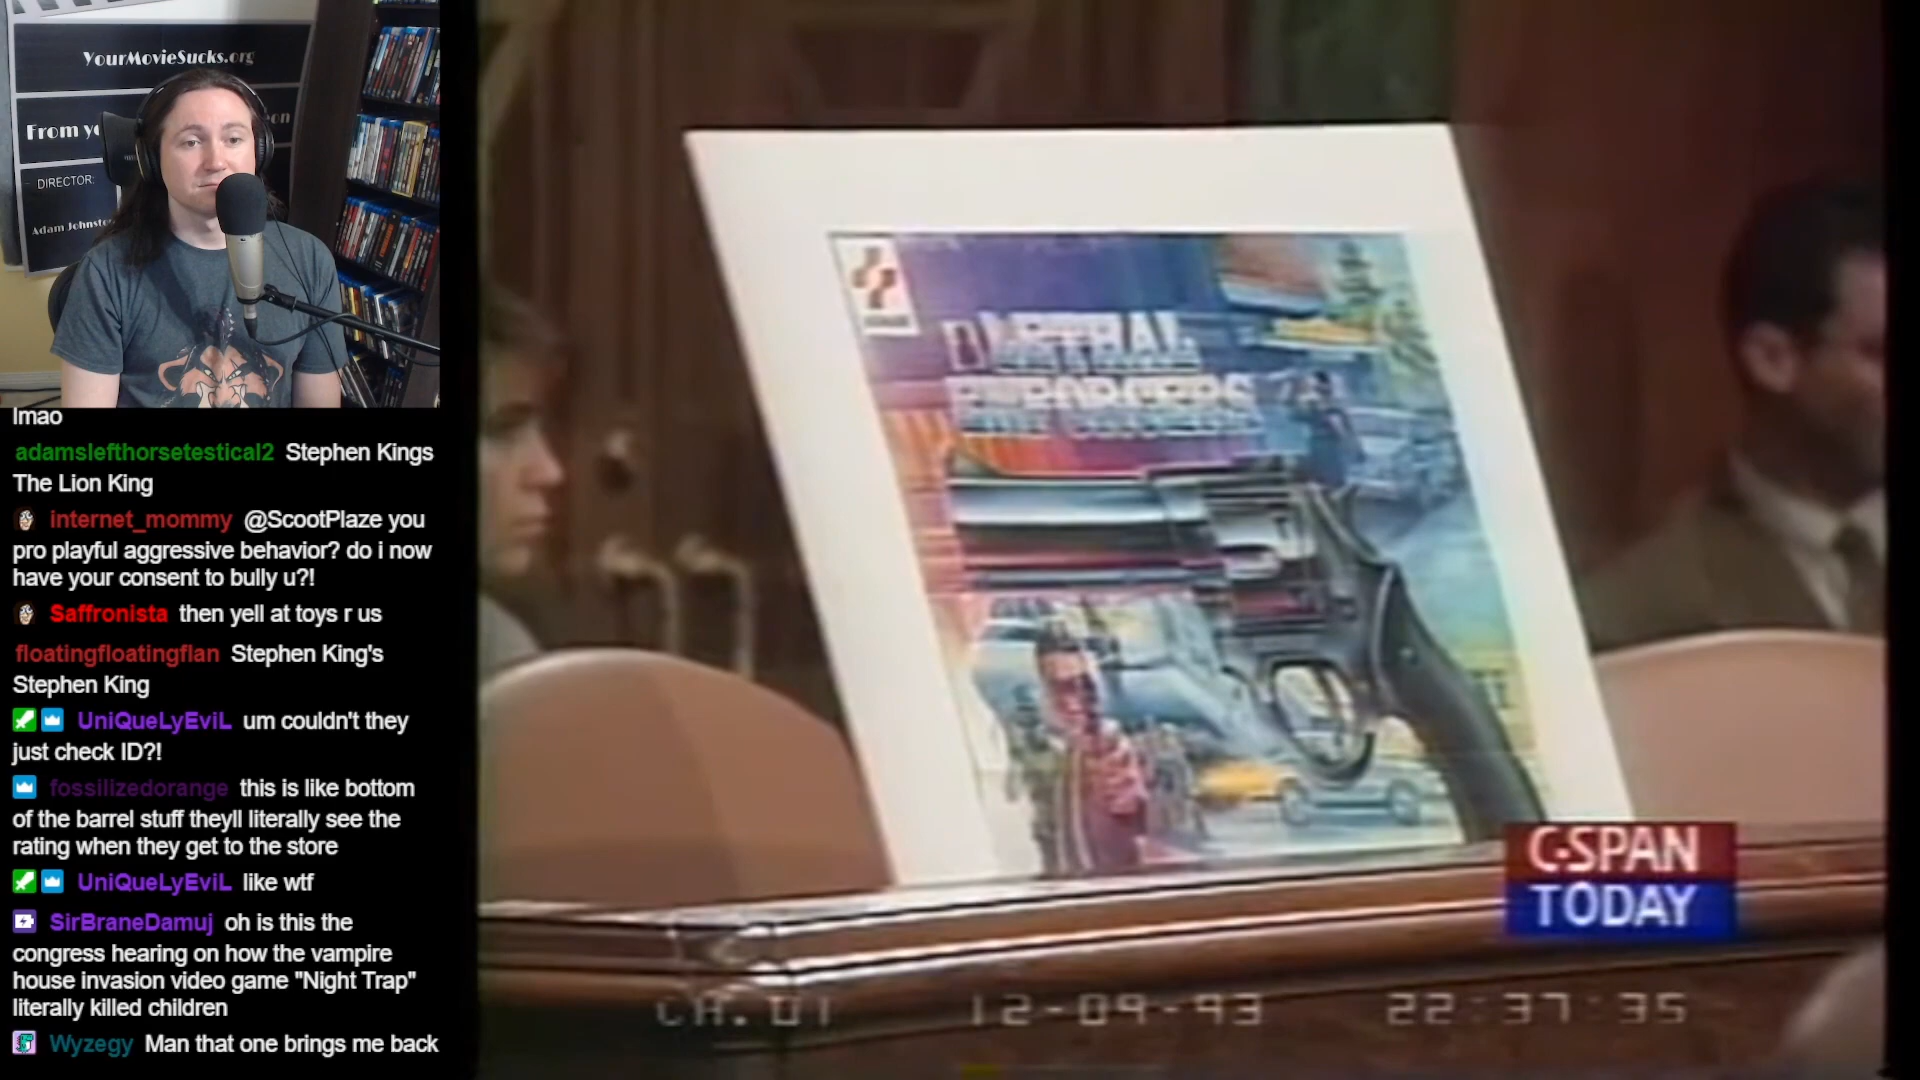 YourMovieSucks.org
From yo
eon
DIRECTOR:
Adam Johnsto
lmao
adamslefthorsetestical2 Stephen Kings
The Lion King
internet_mommy @ScootPlaze you
pro playful aggressive behavior? do i now
have your consent to bully u?!
Saffronista then yell at toys r us
floatingfloatingflan Stephen King's
Stephen King
UniQueLyEviL um couldn't they
just check ID?!
fossilizedorange this is like bottom
of the barrel stuff theyll literally see the
rating when they get to the store
UniQueLyEviL like wtf
SirBraneDamuj oh is this the
congress hearing on how the vampire
house invasion video game "Night Trap"
literally killed children
Wyzegy Man that one brings me back
KONAMI
LETHAL
ENFORCERS
C-SPAN
TODAY
CH.01 12-09-93 22:37:35